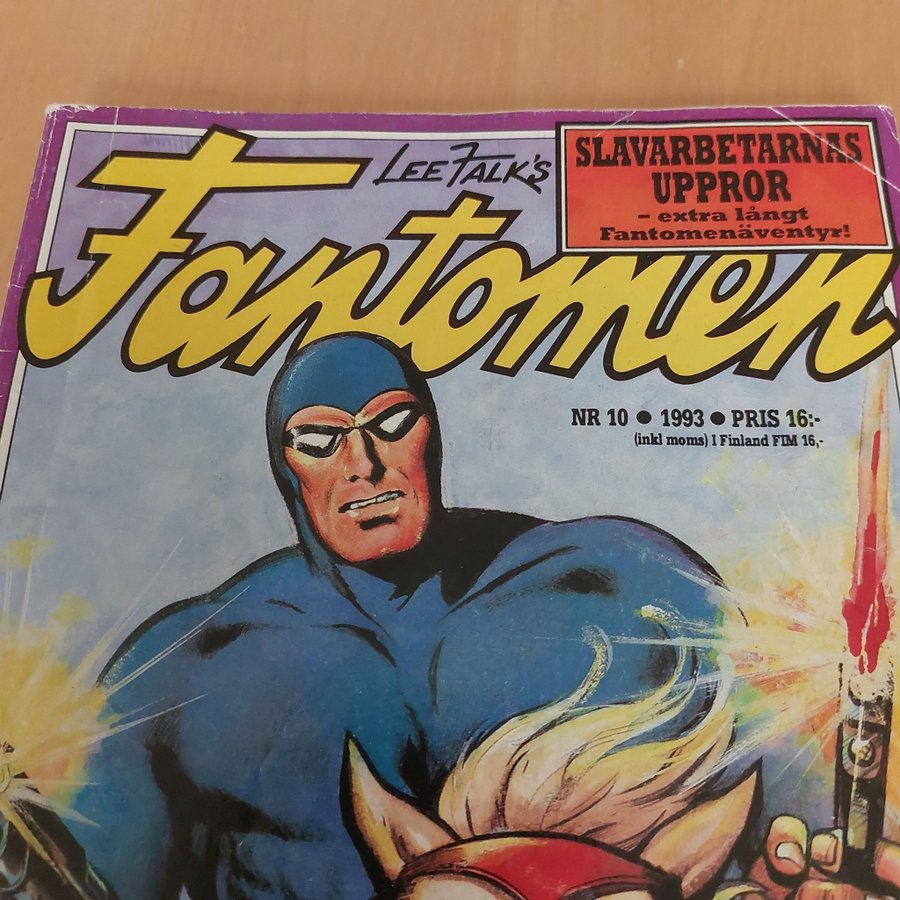 LEE FALK'S
Fantomen
SLAVARBETARNAS
UPPROR
– extra långt
Fantomenäventyr!
NR 10 ● 1993 ● PRIS 16:-
(inkl moms) I Finland FIM 16,-